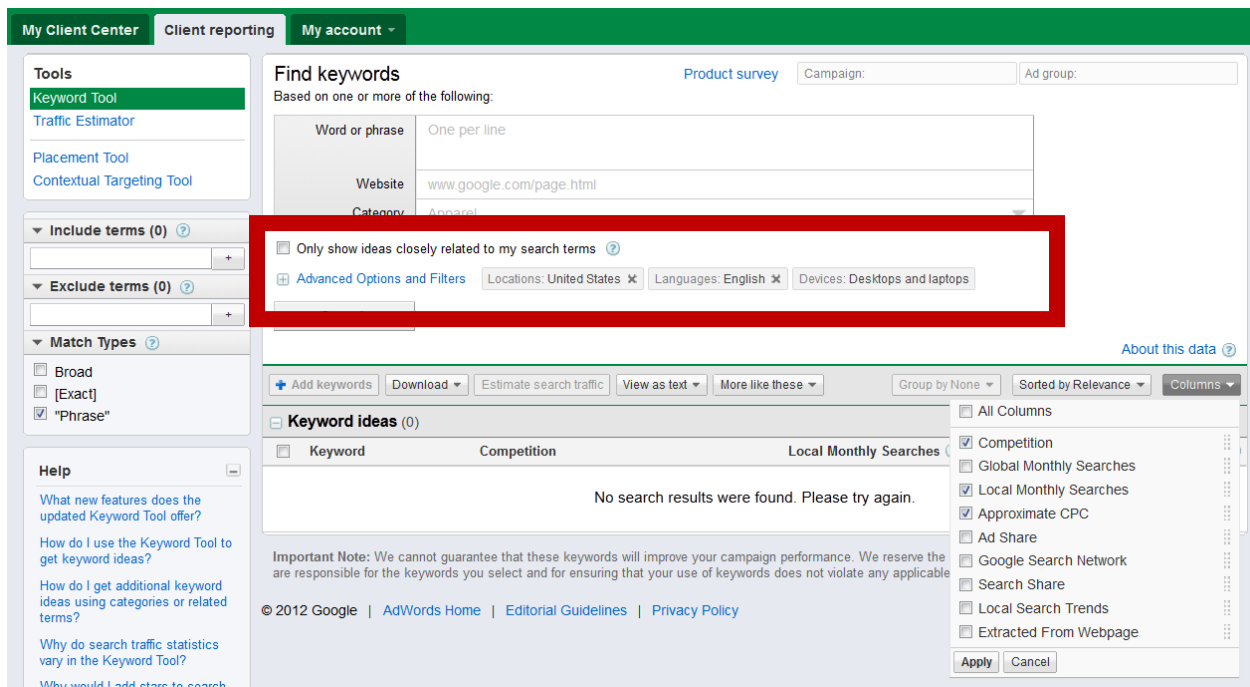 My Client Center Client reporting My account
Tools
Keyword Tool
Traffic Estimator
Placement Tool
Contextual Targeting Tool
Include terms (0) ?
+
Exclude terms (0) ?
+
Match Types ?
Broad
[Exact]
"Phrase"
Help
What new features does the
updated Keyword Tool offer?
How do I use the Keyword Tool to
get keyword ideas?
How do I get additional keyword
ideas using categories or related
terms?
Why do search traffic statistics
vary in the Keyword Tool?
Why would I add stars to search
Find keywords Product survey Campaign: Ad group:
Based on one or more of the following:
Word or phrase One per line
Website www.google.com/page.html
Category Apparel
Only show ideas closely related to my search terms ?
Advanced Options and Filters Locations: United States Languages: English Devices: Desktops and laptops
About this data ?
Add keywords Download Estimate search traffic View as text More like these Group by None Sorted by Relevance Columns
Keyword ideas (0)
Keyword Competition Local Monthly Searches
No search results were found. Please try again.
All Columns
Competition
Global Monthly Searches
Local Monthly Searches
Approximate CPC
Ad Share
Google Search Network
Search Share
Local Search Trends
Extracted From Webpage
Apply Cancel
Important Note: We cannot guarantee that these keywords will improve your campaign performance. We reserve the
are responsible for the keywords you select and for ensuring that your use of keywords does not violate any applicable
© 2012 Google | AdWords Home | Editorial Guidelines | Privacy Policy